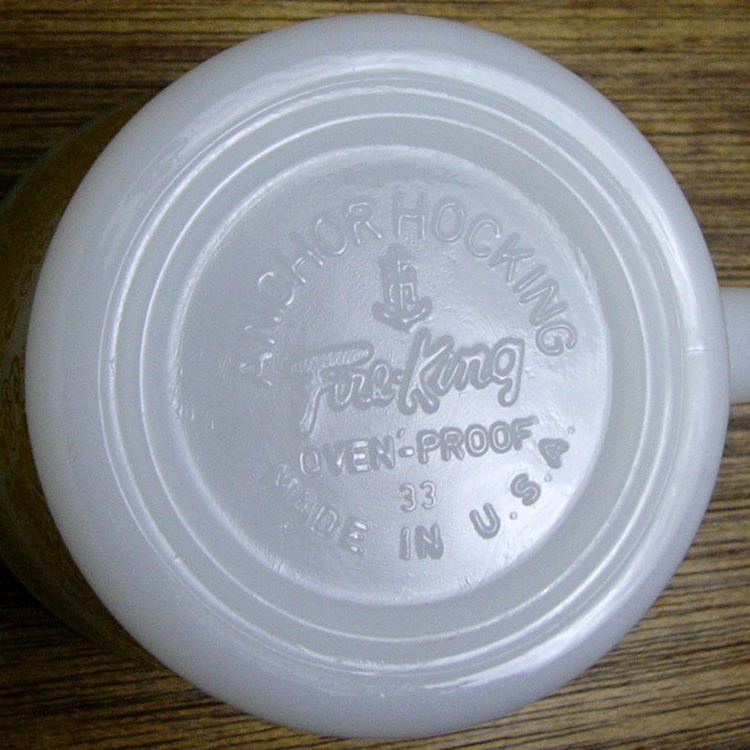 ANCHOR HOCKING
Fire-King
OVEN-PROOF
33
MADE IN U.S.A.